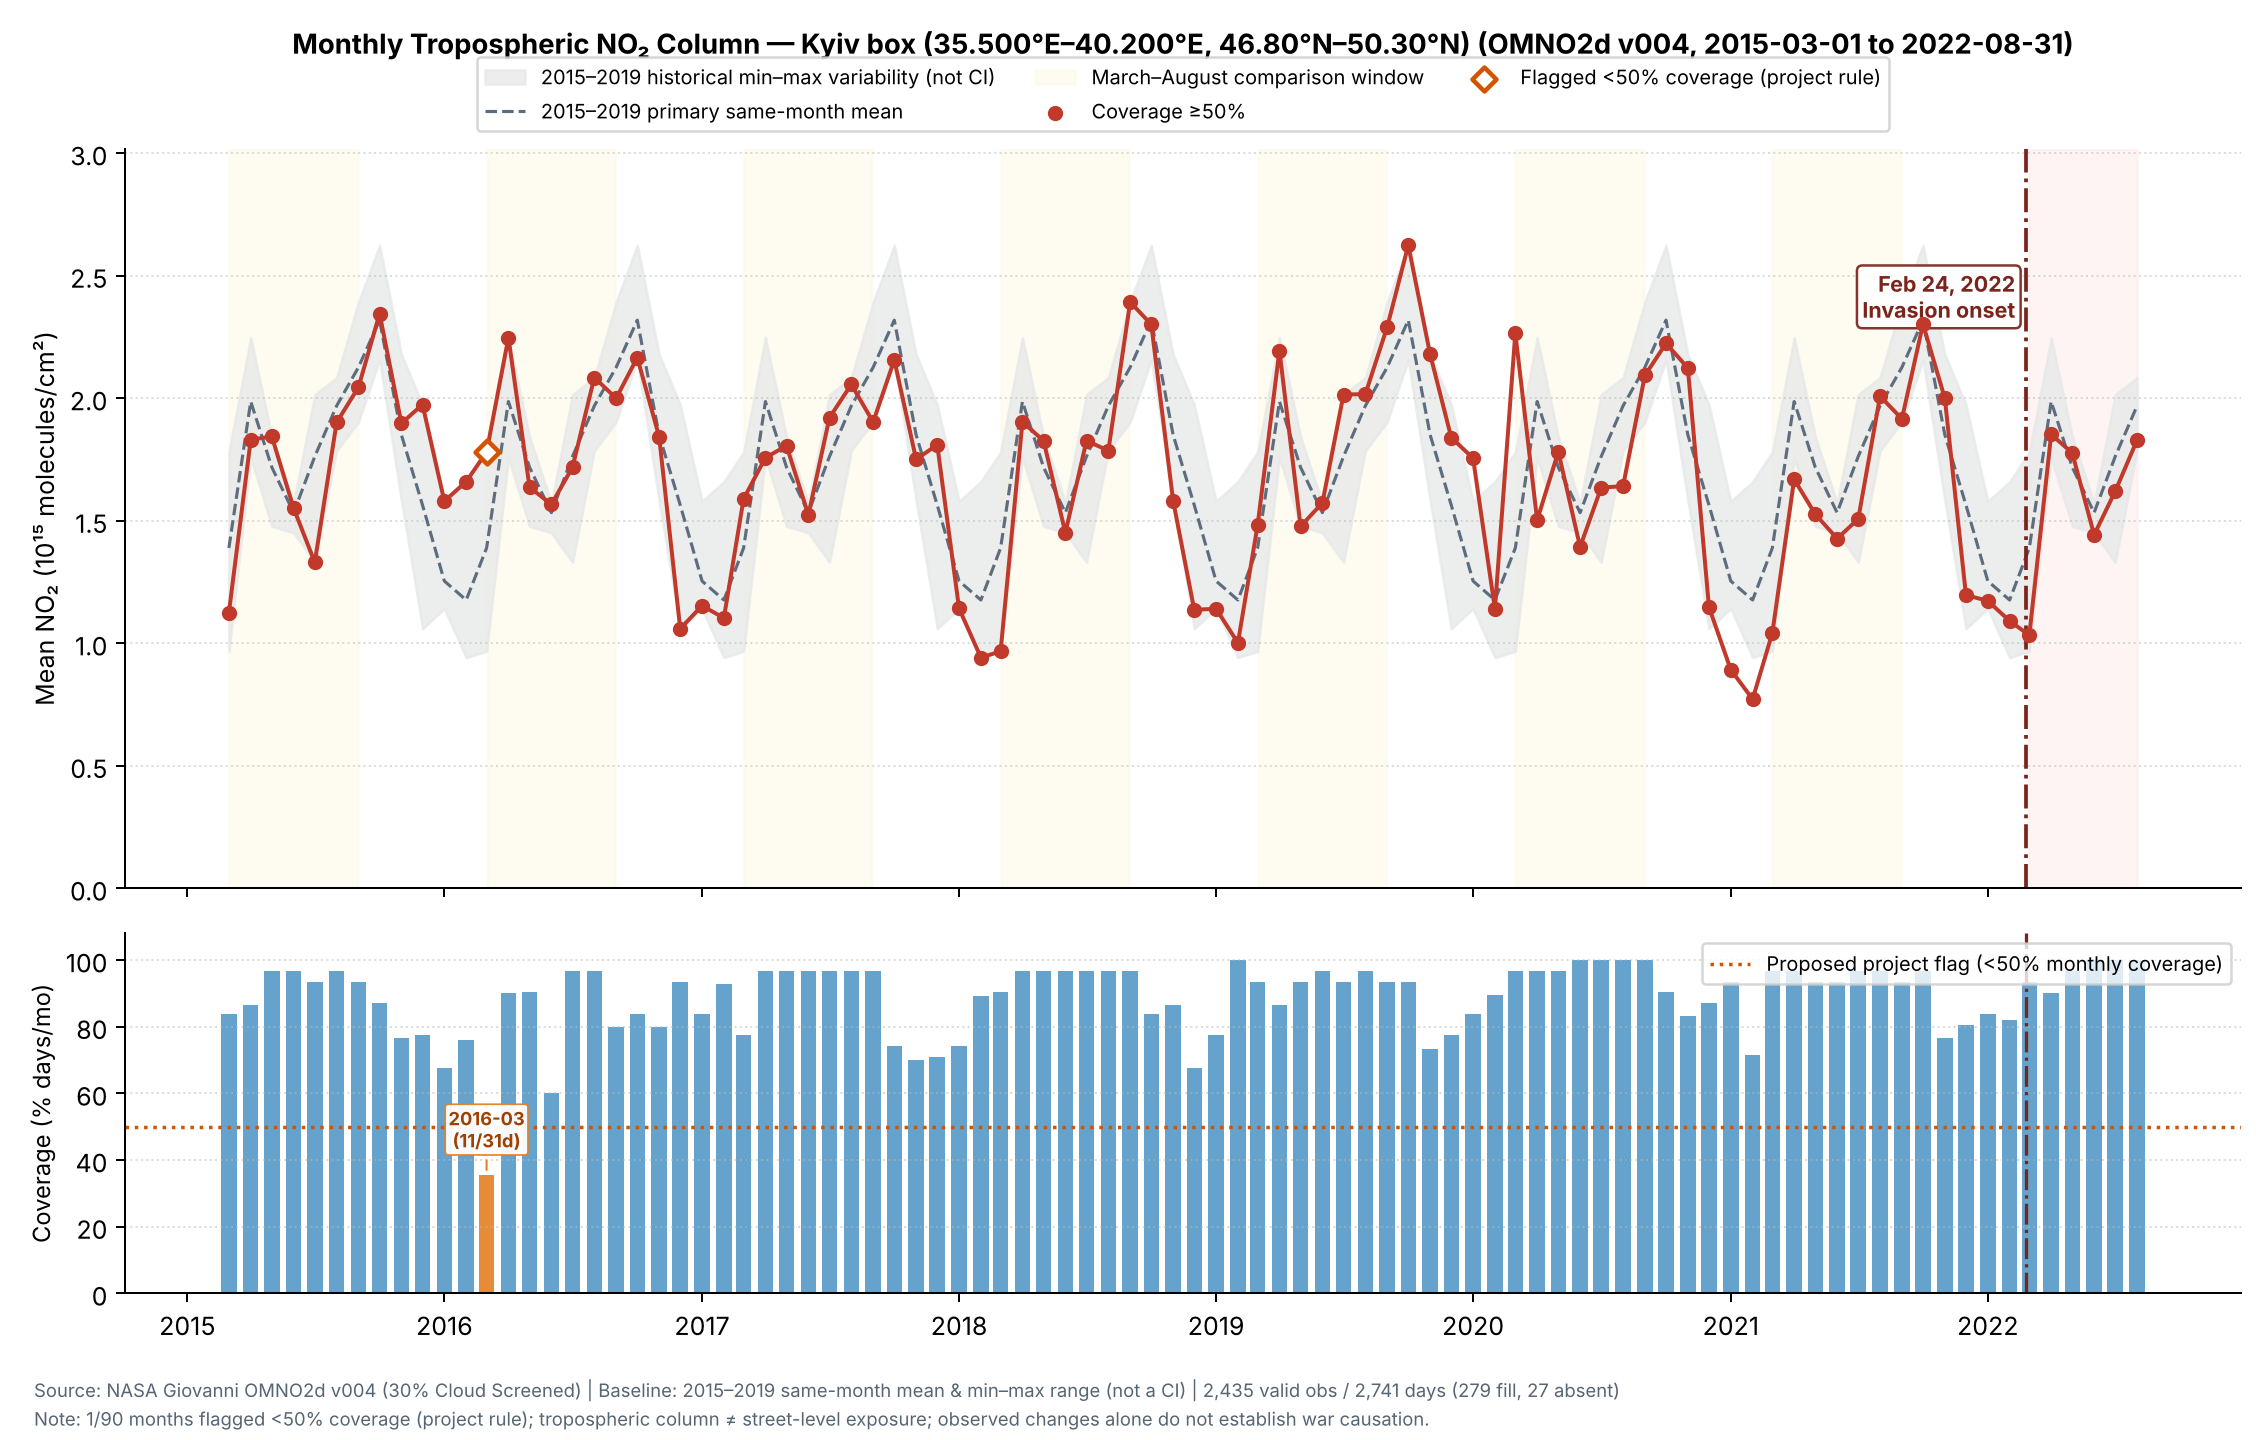 Monthly Tropospheric NO₂ Column — Kyiv box (35.500°E–40.200°E, 46.80°N–50.30°N) (OMNO2d v004, 2015-03-01 to 2022-08-31)
2015–2019 historical min–max variability (not CI)
2015–2019 primary same-month mean
March–August comparison window
Coverage ≥50%
Flagged <50% coverage (project rule)
Mean NO₂ (10¹⁵ molecules/cm²)
3.0
2.5
2.0
1.5
1.0
0.5
0.0
Feb 24, 2022
Invasion onset
Coverage (% days/mo)
100
80
60
40
20
0
Proposed project flag (<50% monthly coverage)
2016-03
(11/31d)
2015 2016 2017 2018 2019 2020 2021 2022
Source: NASA Giovanni OMNO2d v004 (30% Cloud Screened) | Baseline: 2015–2019 same-month mean & min–max range (not a CI) | 2,435 valid obs / 2,741 days (279 fill, 27 absent)
Note: 1/90 months flagged <50% coverage (project rule); tropospheric column ≠ street-level exposure; observed changes alone do not establish war causation.